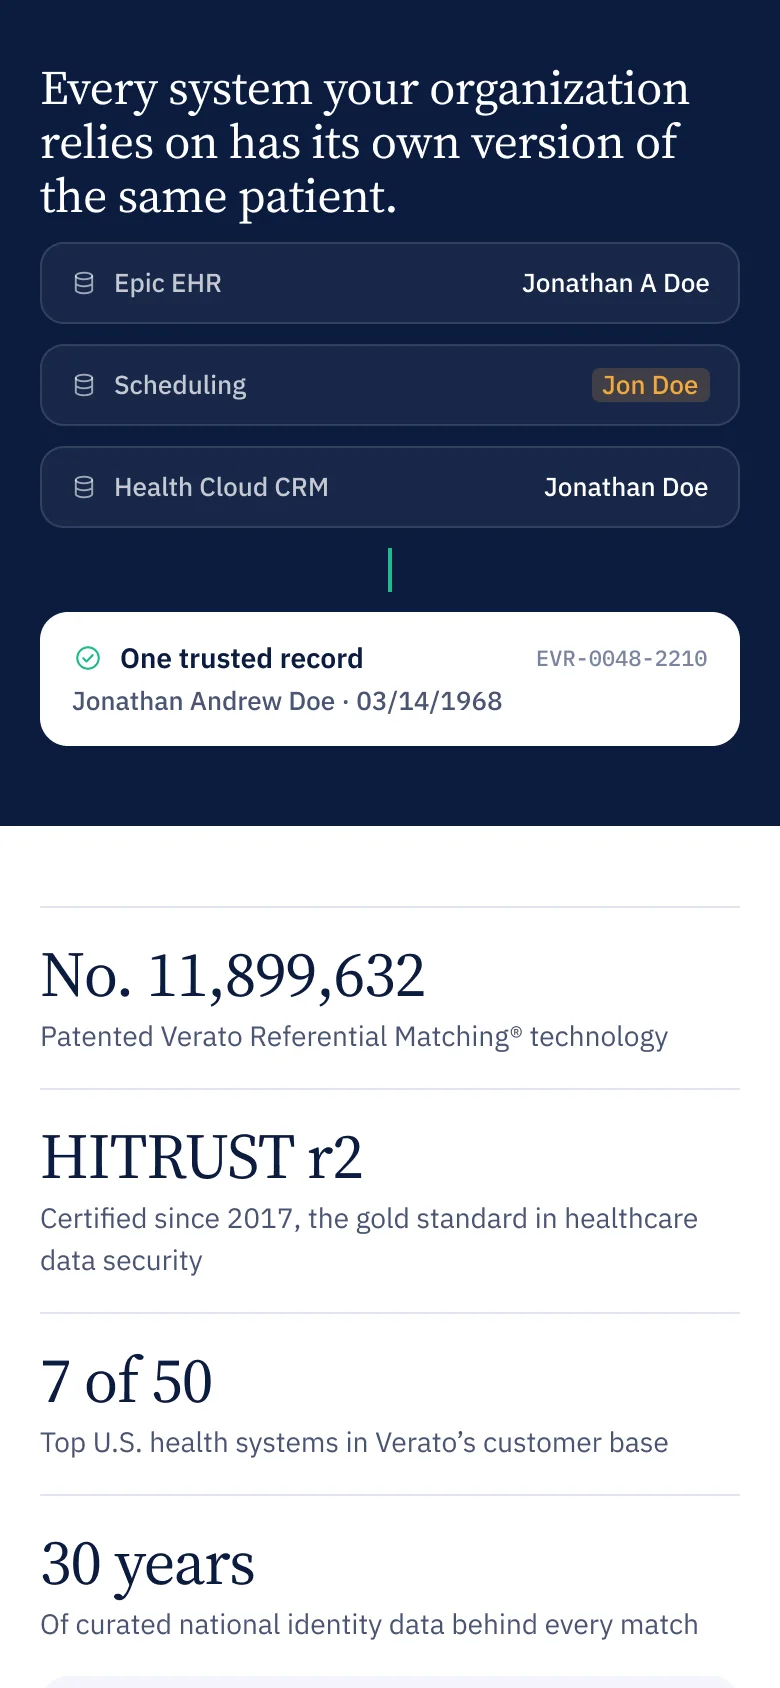 Every system your organization
relies on has its own version of
the same patient.
Epic EHR Jonathan A Doe
Scheduling Jon Doe
Health Cloud CRM Jonathan Doe
One trusted record EVR-0048-2210
Jonathan Andrew Doe · 03/14/1968
No. 11,899,632
Patented Verato Referential Matching® technology
HITRUST r2
Certified since 2017, the gold standard in healthcare
data security
7 of 50
Top U.S. health systems in Verato’s customer base
30 years
Of curated national identity data behind every match